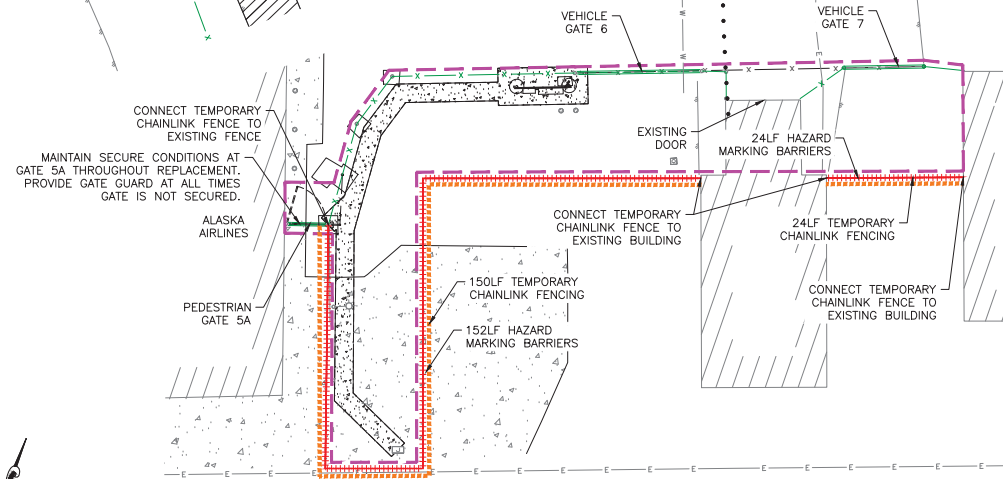 VEHICLE
GATE 6
VEHICLE
GATE 7
CONNECT TEMPORARY
CHAINLINK FENCE TO
EXISTING FENCE
MAINTAIN SECURE CONDITIONS AT
GATE 5A THROUGHOUT REPLACEMENT.
PROVIDE GATE GUARD AT ALL TIMES
GATE IS NOT SECURED.
EXISTING
DOOR
24LF HAZARD
MARKING BARRIERS
ALASKA
AIRLINES
CONNECT TEMPORARY
CHAINLINK FENCE TO
EXISTING BUILDING
24LF TEMPORARY
CHAINLINK FENCING
PEDESTRIAN
GATE 5A
150LF TEMPORARY
CHAINLINK FENCING
CONNECT TEMPORARY
CHAINLINK FENCE TO
EXISTING BUILDING
152LF HAZARD
MARKING BARRIERS
W
W
E
X X X X X X X X
E E E E E E E E E E E E